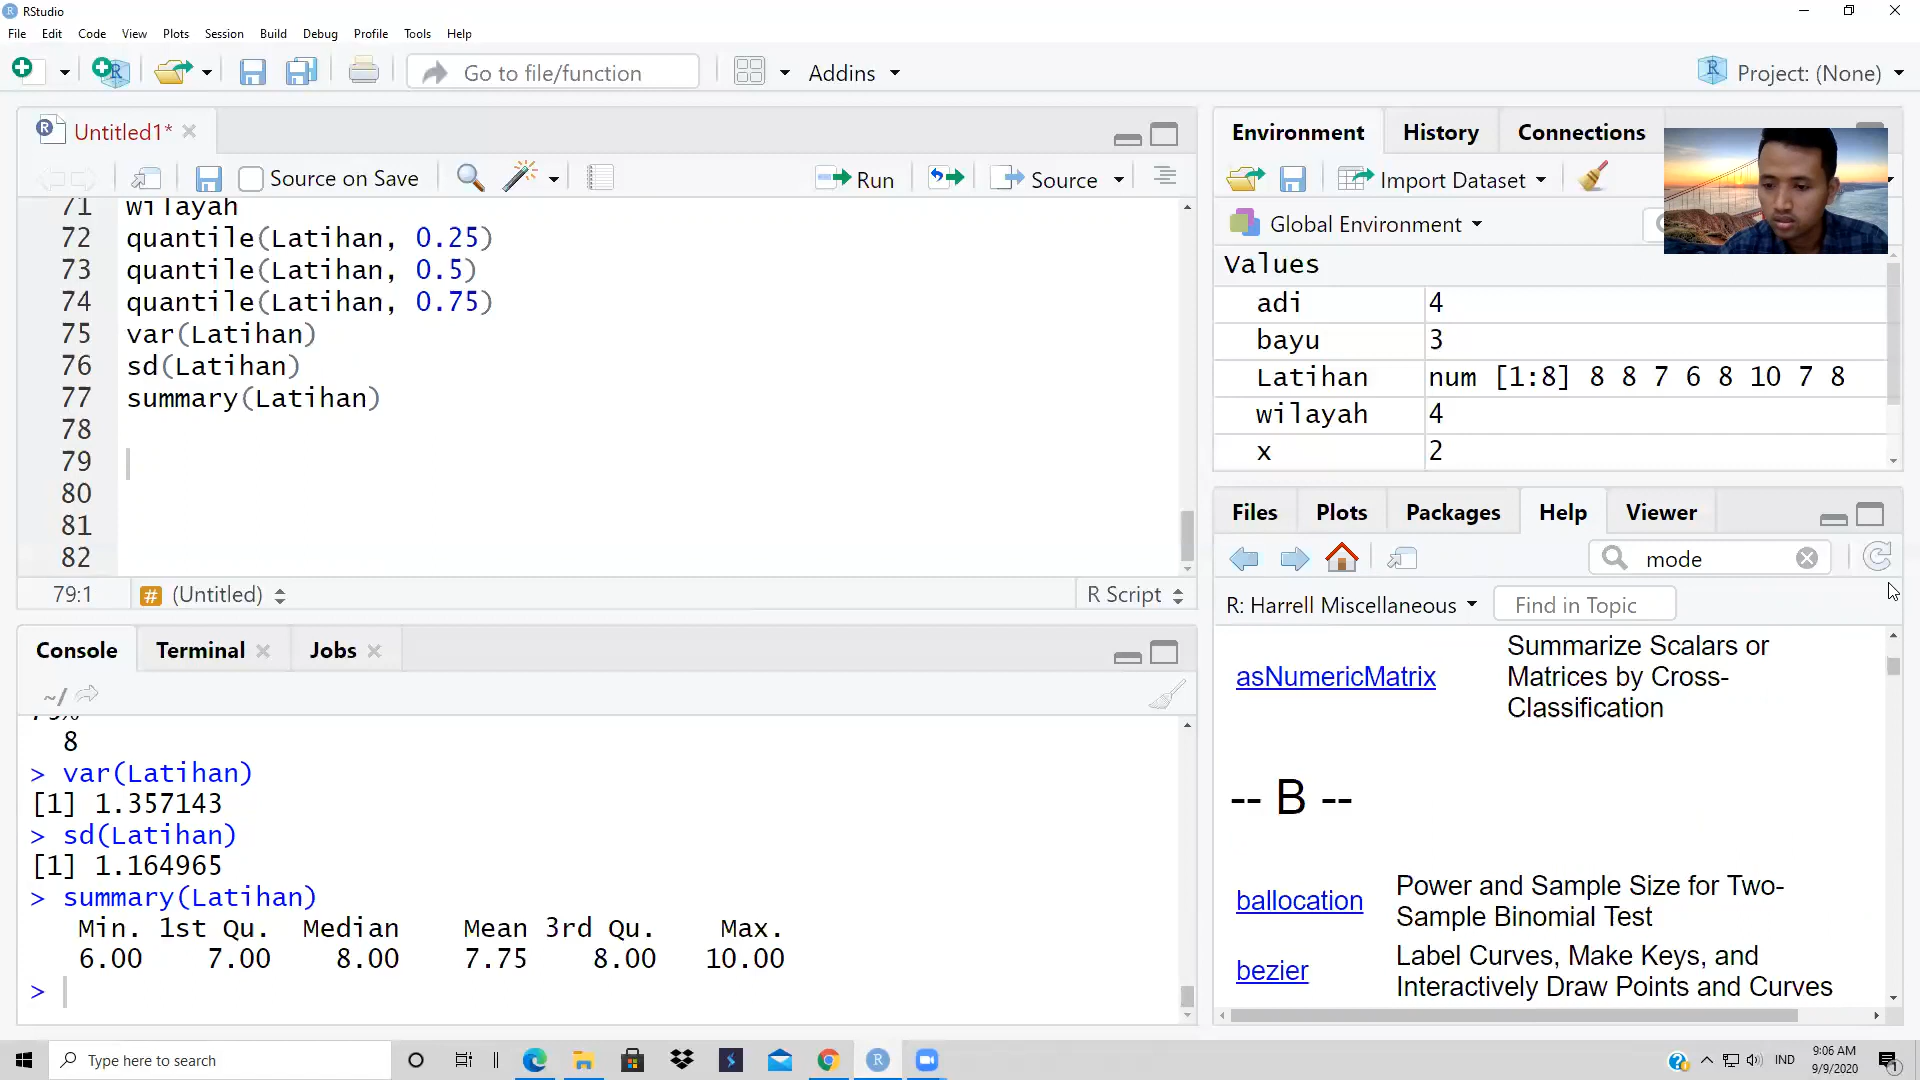 RStudio
File Edit Code View Plots Session Build Debug Profile Tools Help
Go to file/function Addins Project: (None)
Untitled1*
Source on Save Run Source
71 wilayah
72 quantile(Latihan, 0.25)
73 quantile(Latihan, 0.5)
74 quantile(Latihan, 0.75)
75 var(Latihan)
76 sd(Latihan)
77 summary(Latihan)
78
79
80
81
82
79:1 # (Untitled) R Script
Console Terminal Jobs
~/
75%
8
> var(Latihan)
[1] 1.357143
> sd(Latihan)
[1] 1.164965
> summary(Latihan)
Min. 1st Qu. Median Mean 3rd Qu. Max.
6.00 7.00 8.00 7.75 8.00 10.00
>
Environment History Connections
Import Dataset
Global Environment
Values
adi 4
bayu 3
Latihan num [1:8] 8 8 7 6 8 10 7 8
wilayah 4
x 2
Files Plots Packages Help Viewer
mode
R: Harrell Miscellaneous Find in Topic
asNumericMatrix Summarize Scalars or
Matrices by Cross-
Classification
-- B --
ballocation Power and Sample Size for Two-
Sample Binomial Test
bezier Label Curves, Make Keys, and
Interactively Draw Points and Curves
Type here to search
IND
9:06 AM
9/9/2020